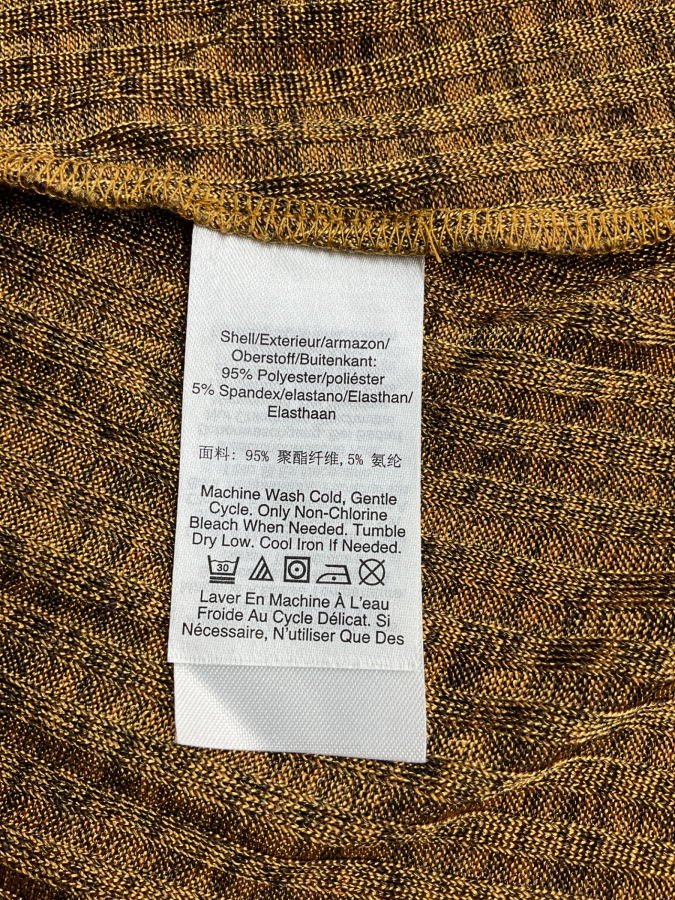 Shell/Exterieur/armazon/
Oberstoff/Buitenkant:
95% Polyester/poliéster
5% Spandex/elastano/Elasthan/
Elasthaan
面料: 95% 聚酯纤维,5% 氨纶
Machine Wash Cold, Gentle
Cycle. Only Non-Chlorine
Bleach When Needed. Tumble
Dry Low. Cool Iron If Needed.
30
Laver En Machine À L'eau
Froide Au Cycle Délicat. Si
Nécessaire, N'utiliser Que Des